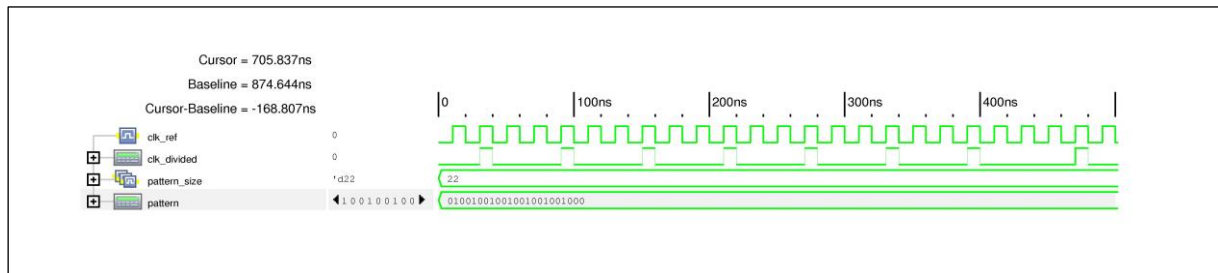 Cursor = 705.837ns
Baseline = 874.644ns
Cursor-Baseline = -168.807ns
0 100ns 200ns 300ns 400ns
clk_ref 0
clk_divided 0
pattern_size 'd22 22
pattern 100100100 01001001001001001001000